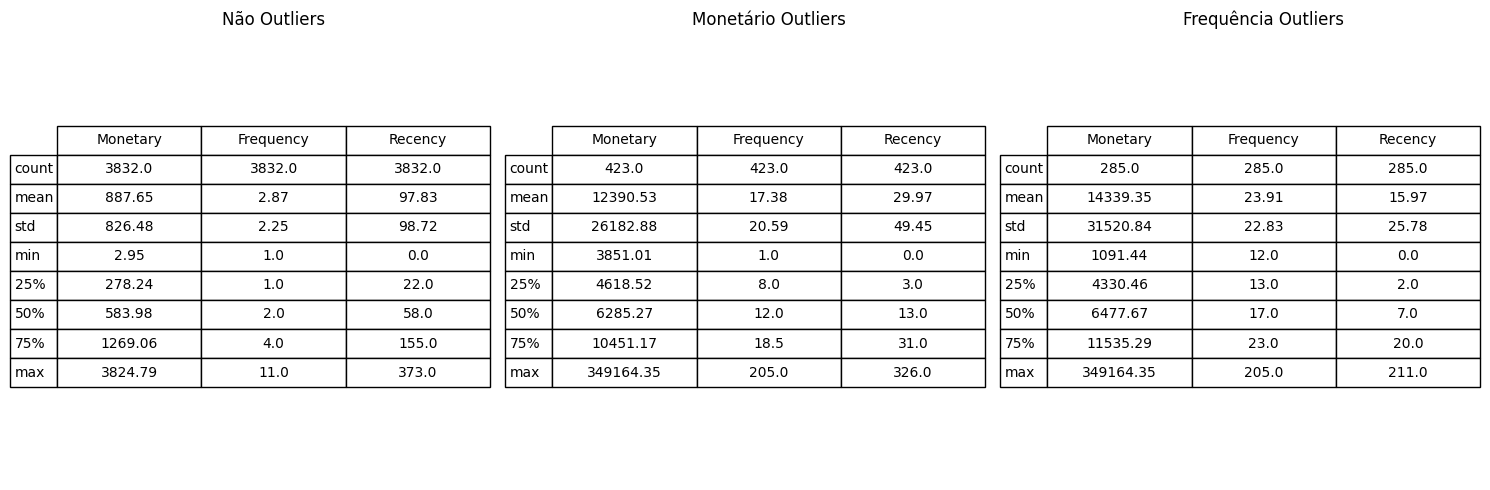 Não Outliers
Monetary Frequency Recency
count 3832.0 3832.0 3832.0
mean 887.65 2.87 97.83
std 826.48 2.25 98.72
min 2.95 1.0 0.0
25% 278.24 1.0 22.0
50% 583.98 2.0 58.0
75% 1269.06 4.0 155.0
max 3824.79 11.0 373.0
Monetário Outliers
Monetary Frequency Recency
count 423.0 423.0 423.0
mean 12390.53 17.38 29.97
std 26182.88 20.59 49.45
min 3851.01 1.0 0.0
25% 4618.52 8.0 3.0
50% 6285.27 12.0 13.0
75% 10451.17 18.5 31.0
max 349164.35 205.0 326.0
Frequência Outliers
Monetary Frequency Recency
count 285.0 285.0 285.0
mean 14339.35 23.91 15.97
std 31520.84 22.83 25.78
min 1091.44 12.0 0.0
25% 4330.46 13.0 2.0
50% 6477.67 17.0 7.0
75% 11535.29 23.0 20.0
max 349164.35 205.0 211.0